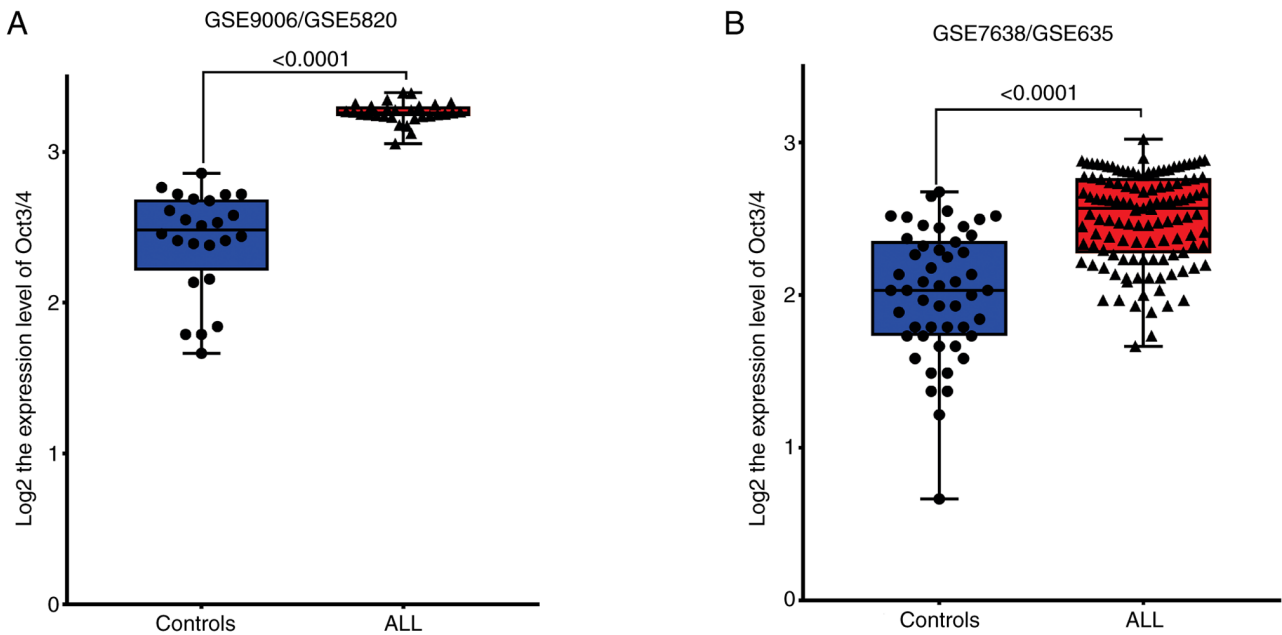 A
GSE9006/GSE5820
<0.0001
3
2
1
0
Log2 the expression level of Oct3/4
Controls
ALL
B
GSE7638/GSE635
<0.0001
3
2
1
0
Log2 the expression level of Oct3/4
Controls
ALL